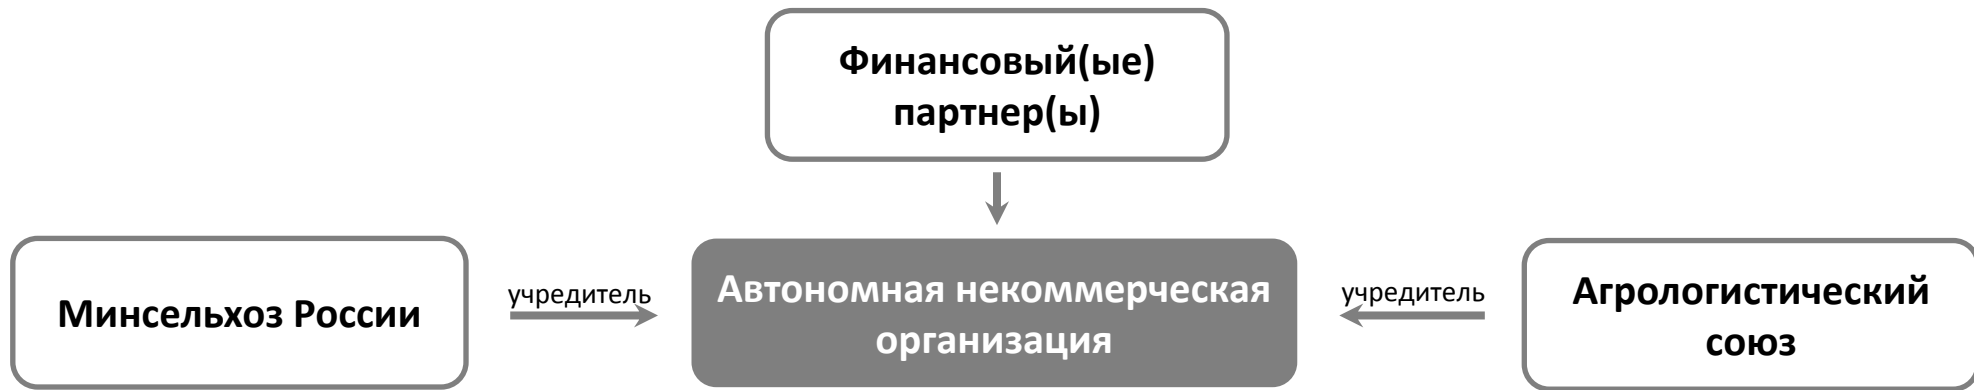 Финансовый(ые)
партнер(ы)
Минсельхоз России
учредитель
Автономная некоммерческая
организация
учредитель
Агрологистический
союз